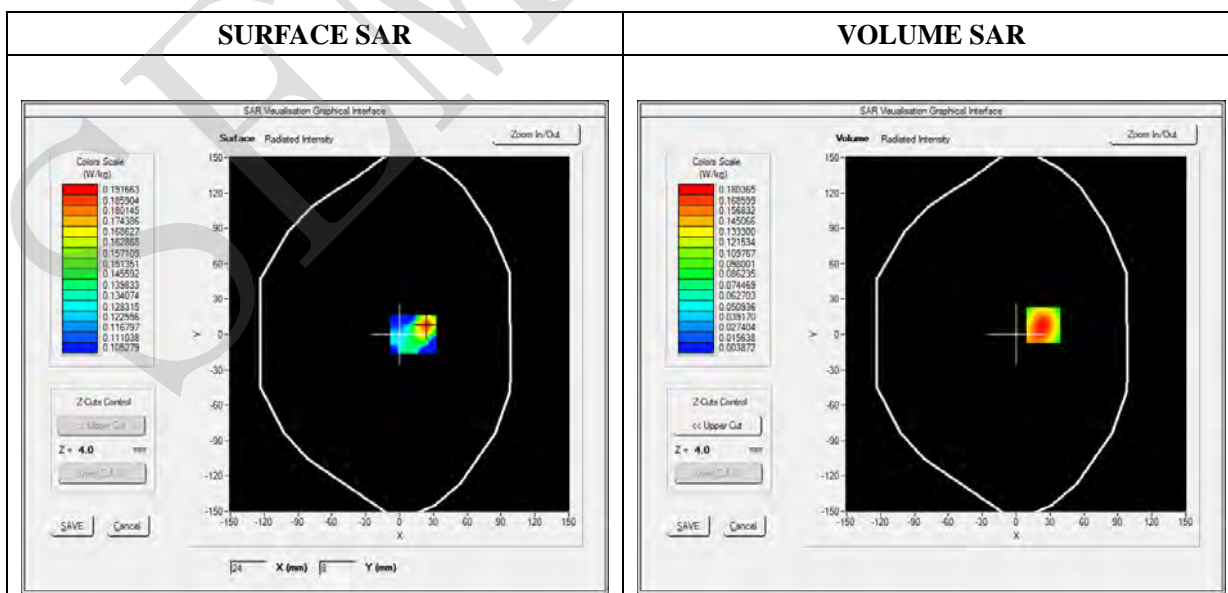 SURFACE SAR
VOLUME SAR
SAR Visualisation Graphical Interface
Surface Radiated Intensity
Zoom In/Out
Colors Scale
(W/kg)
0.191663
0.185904
0.180145
0.174386
0.168627
0.162868
0.157109
0.151351
0.145592
0.139833
0.134074
0.128315
0.122556
0.116797
0.111038
0.105279
Z-Cuts Control
<< Upper Cut
Z = 4.0 mm
SAVE
Cancel
150
120
90
60
30
0
-30
-60
-90
-120
-150
Y
-150 -120 -90 -60 -30 0 30 60 90 120 150
X
24 X (mm) 8 Y (mm)
SAR Visualisation Graphical Interface
Volume Radiated Intensity
Zoom In/Out
Colors Scale
(W/kg)
0.180365
0.168599
0.156832
0.145066
0.133300
0.121534
0.109767
0.098001
0.086235
0.074469
0.062703
0.050936
0.039170
0.027404
0.015638
0.003872
Z-Cuts Control
<< Upper Cut
Z = 4.0 mm
SAVE
Cancel
150
120
90
60
30
0
-30
-60
-90
-120
-150
Y
-150 -120 -90 -60 -30 0 30 60 90 120 150
X